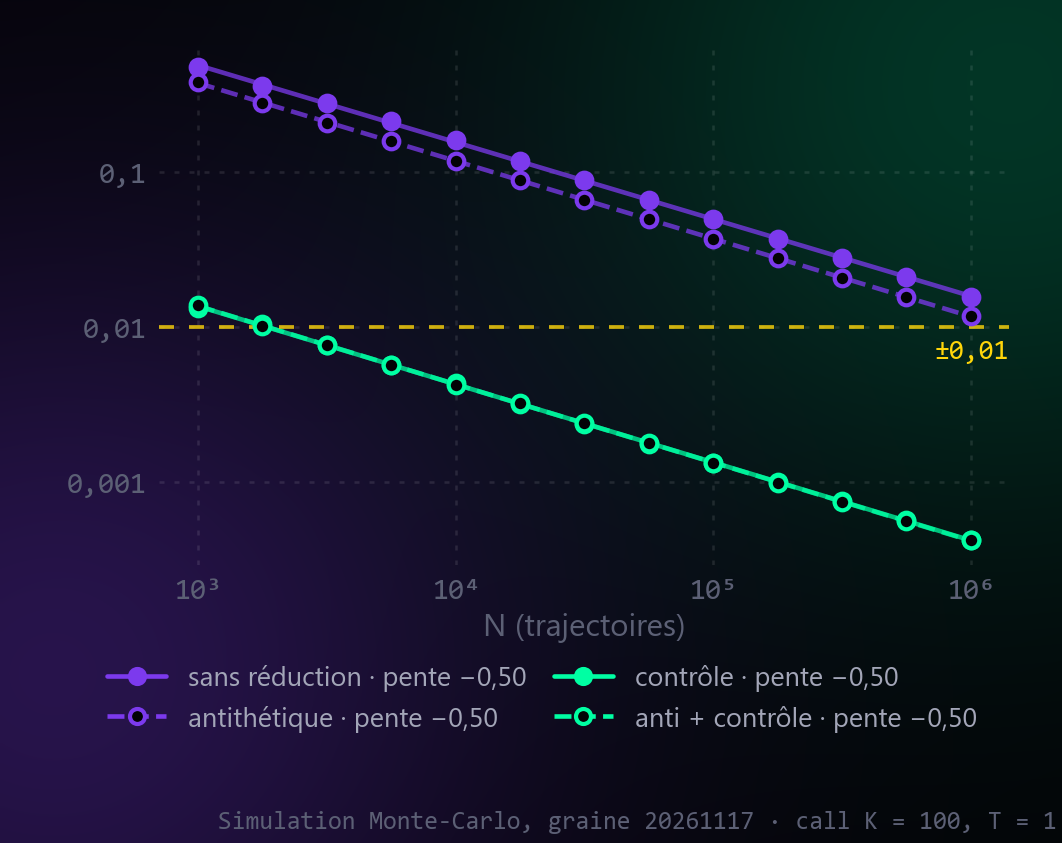 0,1
0,01
±0,01
0,001
10³ 10⁴ 10⁵ 10⁶
N (trajectoires)
sans réduction · pente −0,50 contrôle · pente −0,50
antithétique · pente −0,50 anti + contrôle · pente −0,50
Simulation Monte-Carlo, graine 20261117 · call K = 100, T = 1